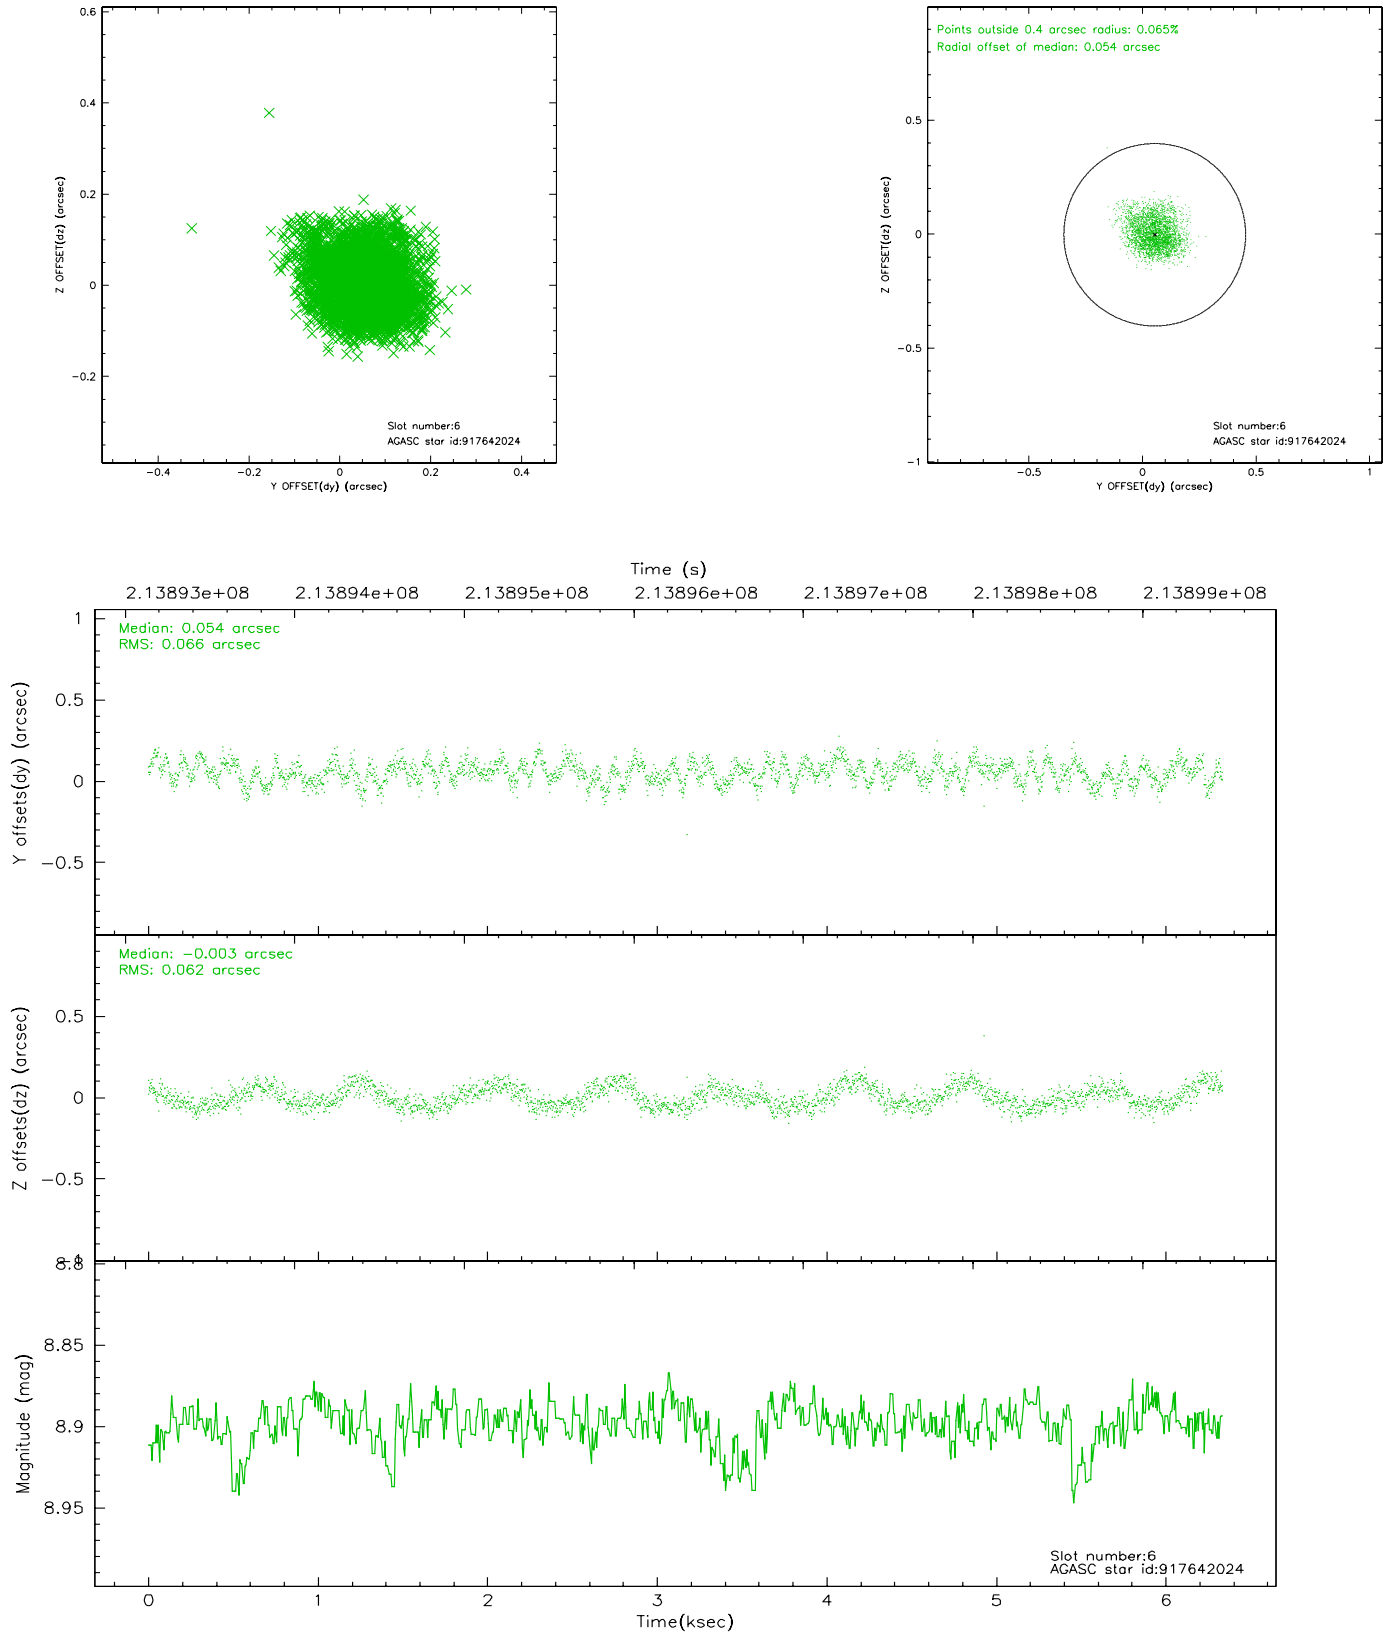 0.6
0.4
0.2
0
−0.2
Z OFFSET(dz) (arcsec)
−0.4 −0.2 0 0.2 0.4
Y OFFSET(dy) (arcsec)
Slot number:6
AGASC star id:917642024
Points outside 0.4 arcsec radius: 0.065%
Radial offset of median: 0.054 arcsec
0.5
0
−0.5
−1
Z OFFSET(dz) (arcsec)
−0.5 0 0.5 1
Y OFFSET(dy) (arcsec)
Slot number:6
AGASC star id:917642024
Time (s)
2.13893e+08 2.13894e+08 2.13895e+08 2.13896e+08 2.13897e+08 2.13898e+08 2.13899e+08
Median: 0.054 arcsec
RMS: 0.066 arcsec
1
0.5
0
−0.5
Y offsets(dy) (arcsec)
Median: −0.003 arcsec
RMS: 0.062 arcsec
0.5
0
−0.5
−1
Z offsets(dz) (arcsec)
8.8
8.85
8.9
8.95
Magnitude (mag)
Slot number:6
AGASC star id:917642024
0 1 2 3 4 5 6
Time(ksec)